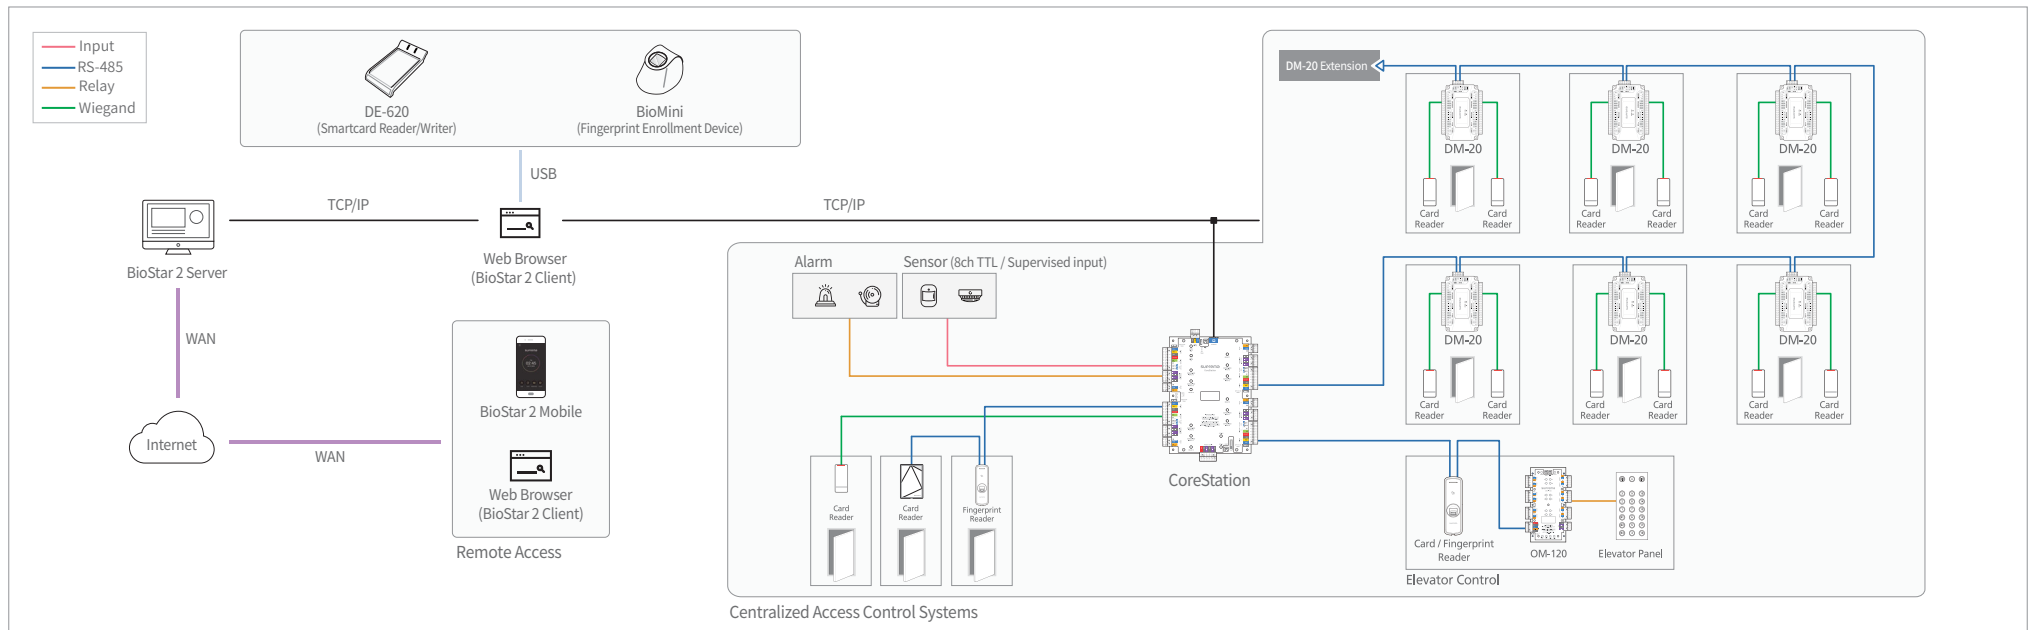 Input
RS-485
Relay
Wiegand
DE-620
(Smartcard Reader/Writer)
BioMini
(Fingerprint Enrollment Device)
USB
TCP/IP
TCP/IP
BioStar 2 Server
Web Browser
(BioStar 2 Client)
WAN
Internet
WAN
BioStar 2 Mobile
Web Browser
(BioStar 2 Client)
Remote Access
Alarm
Sensor (8ch TTL / Supervised input)
CoreStation
Card
Reader
Card
Reader
Fingerprint
Reader
Centralized Access Control Systems
DM-20 Extension
DM-20
Card
Reader
Card
Reader
DM-20
Card
Reader
Card
Reader
DM-20
Card
Reader
Card
Reader
DM-20
Card
Reader
Card
Reader
DM-20
Card
Reader
Card
Reader
DM-20
Card
Reader
Card
Reader
Card / Fingerprint
Reader
OM-120
Elevator Panel
Elevator Control